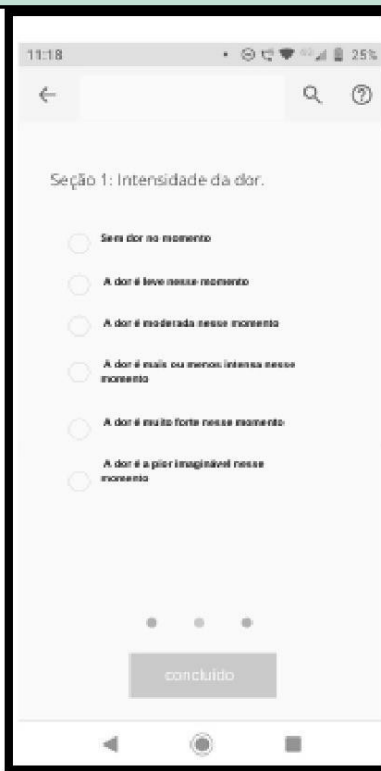 11:18
25%
Seção 1: Intensidade da dor.
Sem dor no momento
A dor é leve nesse momento
A dor é moderada nesse momento
A dor é mais ou menos intensa nesse
momento
A dor é muito forte nesse momento
A dor é a pior imaginável nesse
momento
concluído